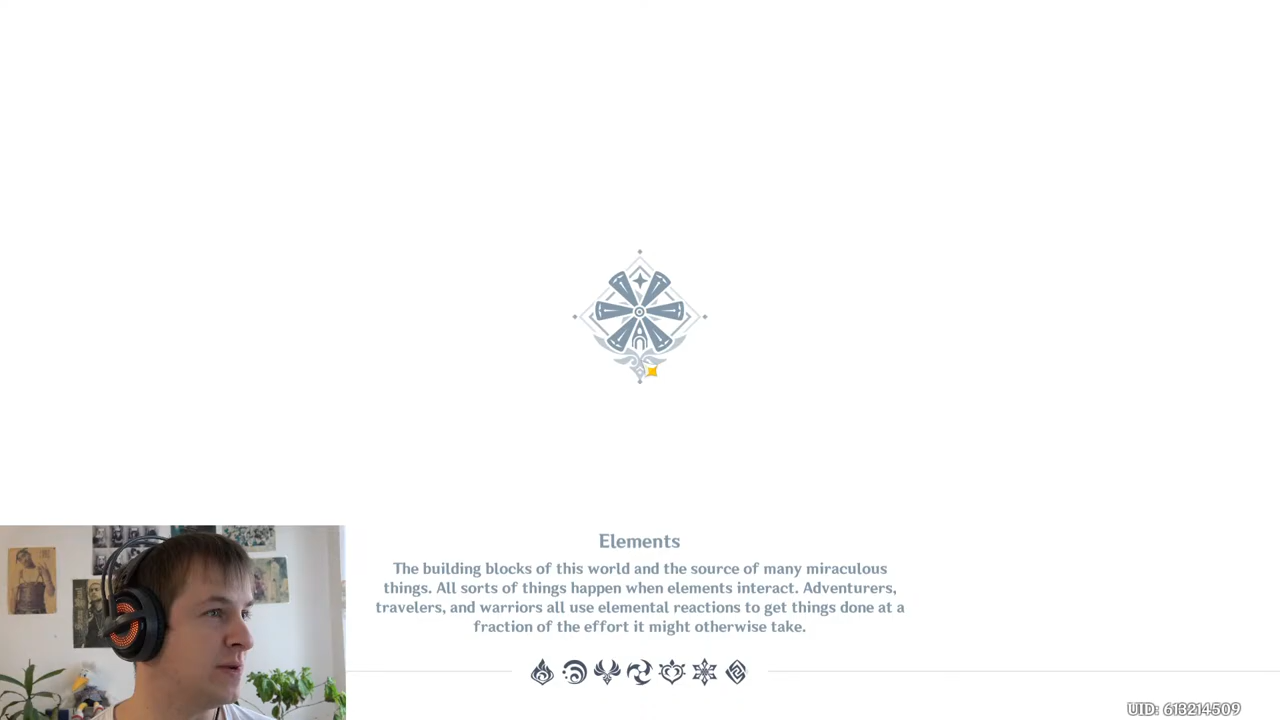 Elements
The building blocks of this world and the source of many miraculous
things. All sorts of things happen when elements interact. Adventurers,
travelers, and warriors all use elemental reactions to get things done at a
fraction of the effort it might otherwise take.
UID: 613214509